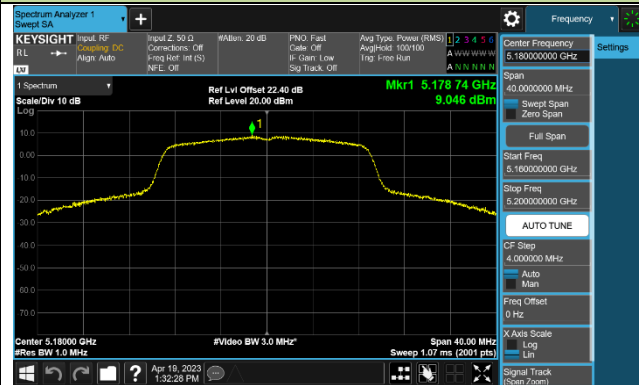 Spectrum Analyzer 1
Swept SA
+
Frequency
KEYSIGHT
RL
LXI
Input: RF
Coupling: DC
Align: Auto
Input Z: 50 Ω
Corrections: Off
Freq Ref: Int (S)
NFE: Off
#Atten: 20 dB
PNO: Fast
Gate: Off
IF Gain: Low
Sig Track: Off
Avg Type: Power (RMS)
Avg|Hold: 100/100
Trig: Free Run
1 2 3 4 5 6
A W W W W W
A N N N N N
1 Spectrum
Scale/Div 10 dB
Log
Ref Lvl Offset 22.40 dB
Ref Level 20.00 dBm
Mkr1 5.178 74 GHz
9.046 dBm
1
10.0
0.00
-10.0
-20.0
-30.0
-40.0
-50.0
-60.0
-70.0
Center 5.18000 GHz
#Res BW 1.0 MHz
#Video BW 3.0 MHz*
Span 40.00 MHz
Sweep 1.07 ms (2001 pts)
Center Frequency
5.180000000 GHz
Settings
Span
40.0000000 MHz
Swept Span
Zero Span
Full Span
Start Freq
5.160000000 GHz
Stop Freq
5.200000000 GHz
AUTO TUNE
CF Step
4.000000 MHz
Auto
Man
Freq Offset
0 Hz
X Axis Scale
Log
Lin
Signal Track
(Span Zoom)
?
Apr 19, 2023
1:32:28 PM